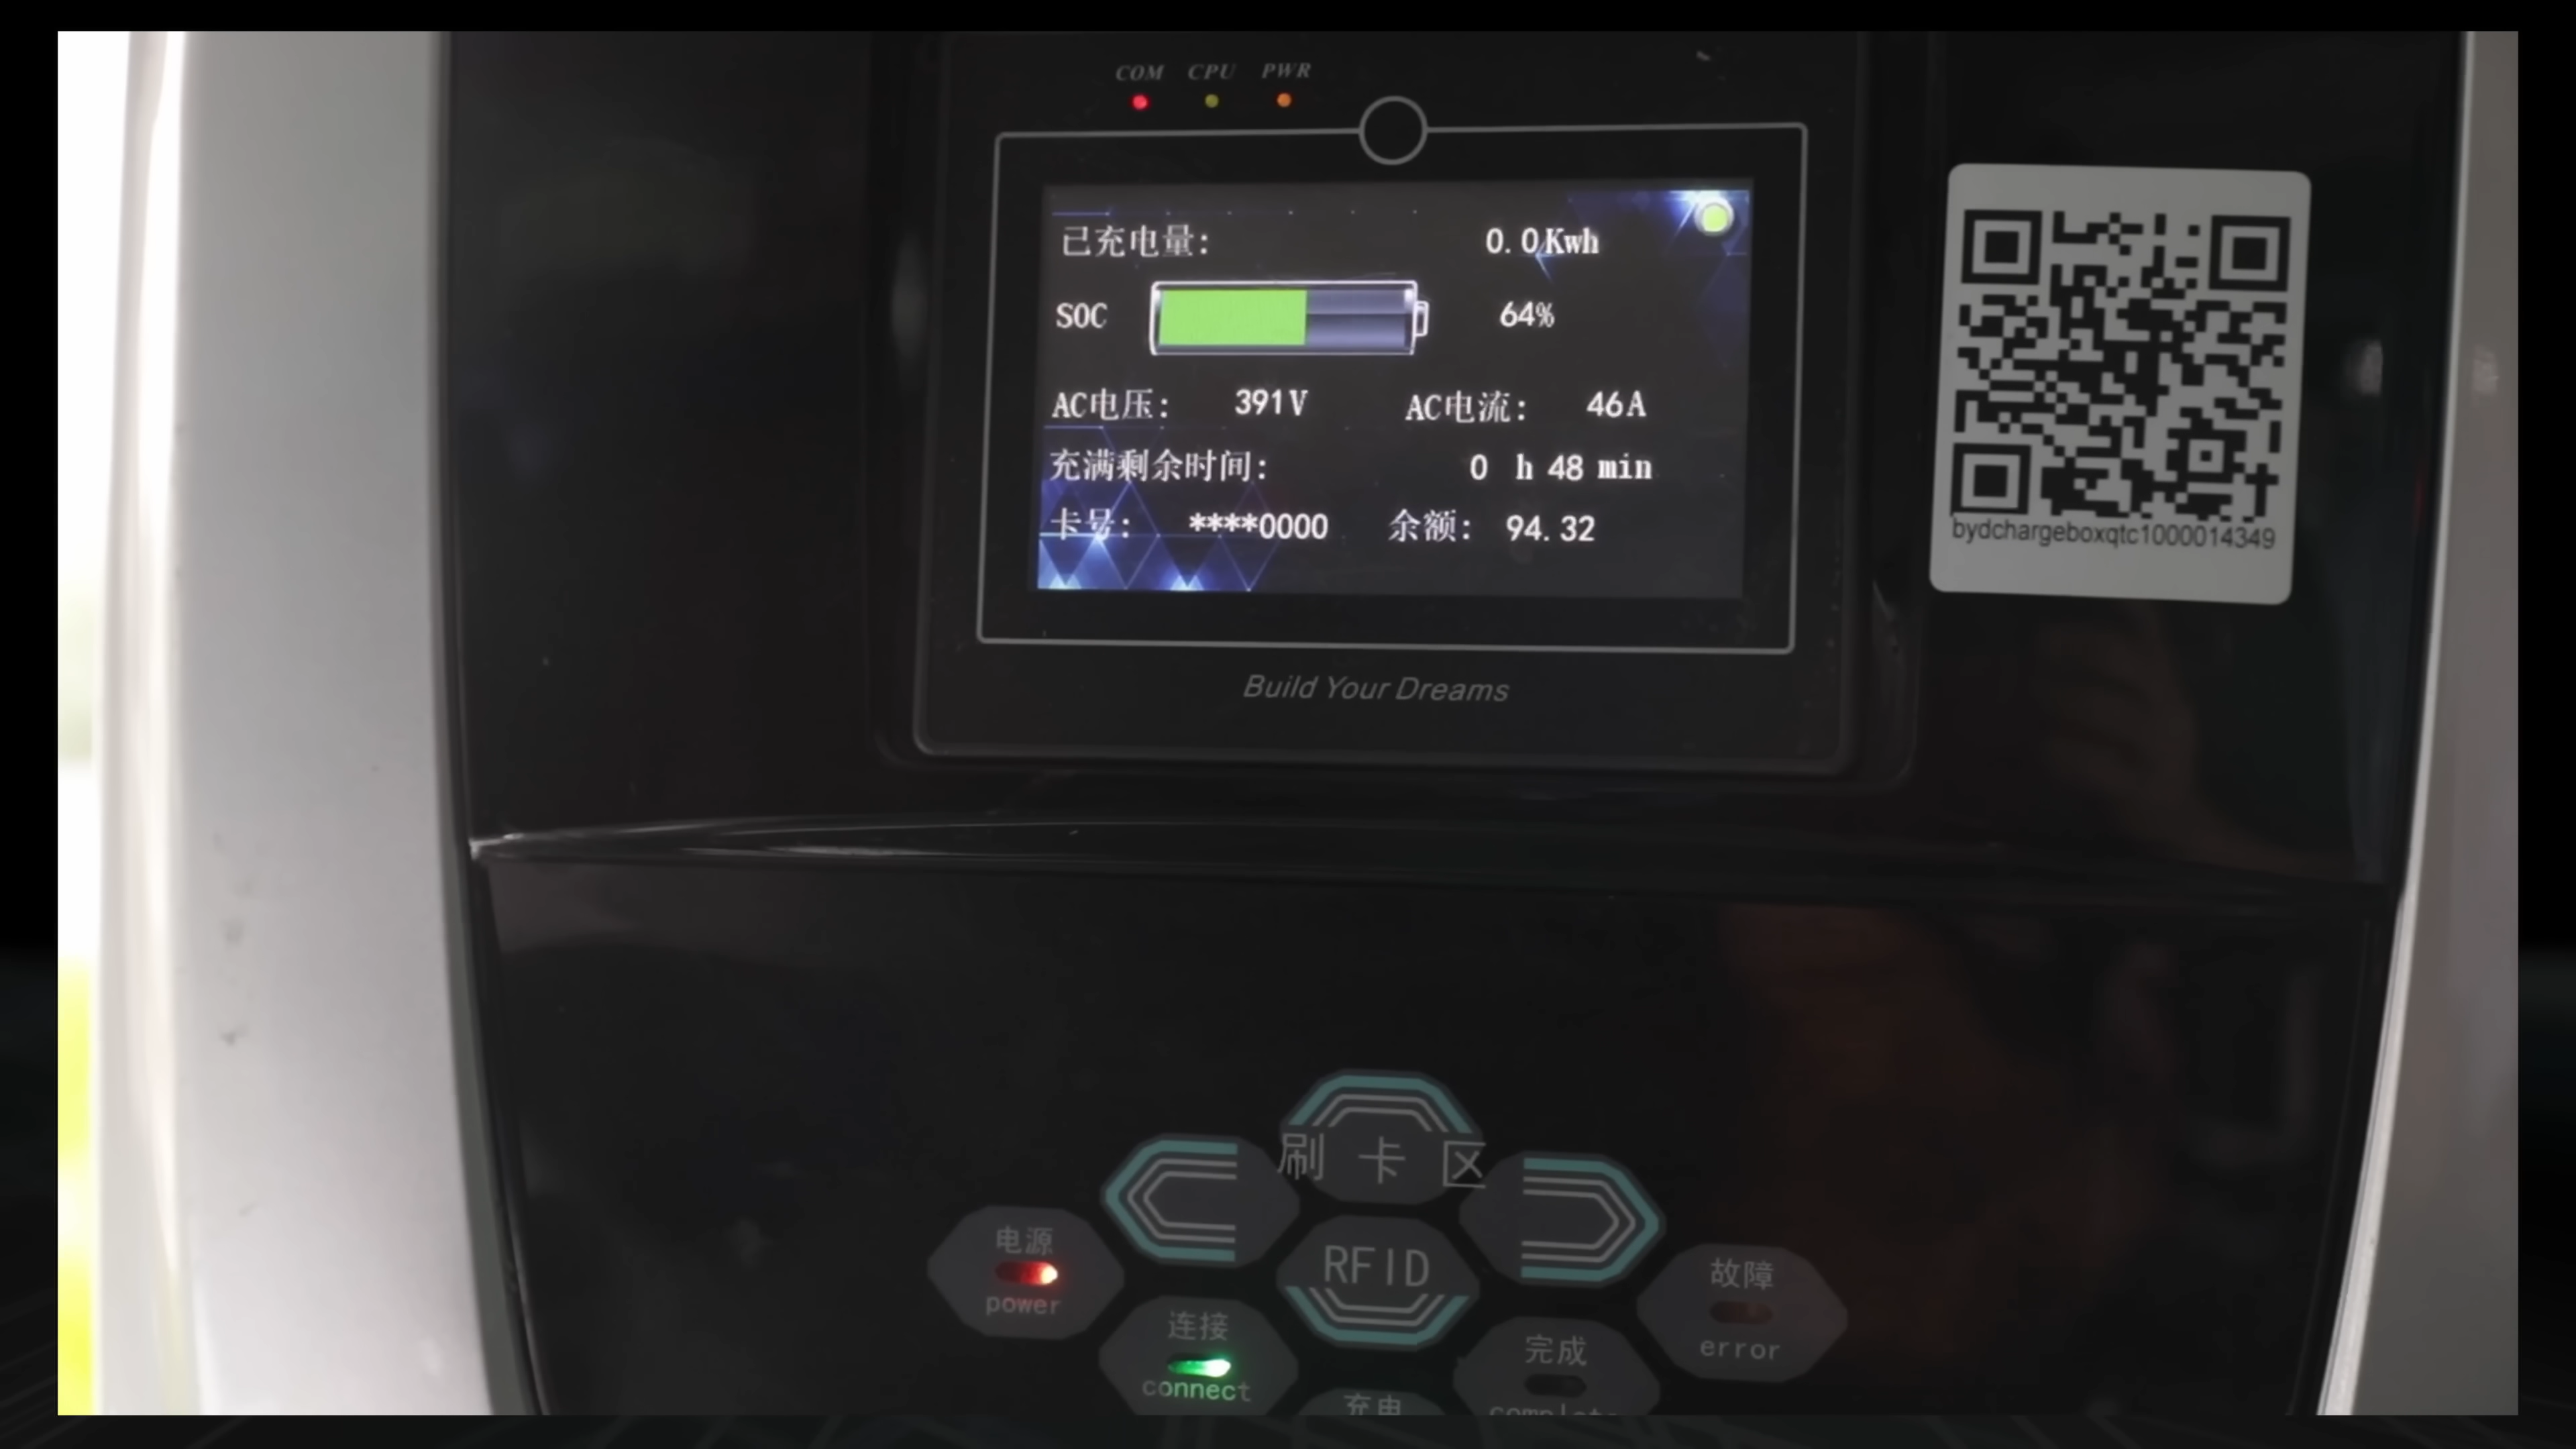 COM CPU PWR
已充电量: 0.0Kwh
SOC 64%
AC电压: 391V AC电流: 46A
充满剩余时间: 0 h 48 min
卡号: ****0000 余额: 94.32
bydchargeboxqtc1000014349
Build Your Dreams
刷卡区
RFID
电源
power
故障
error
连接
connect
完成
充电